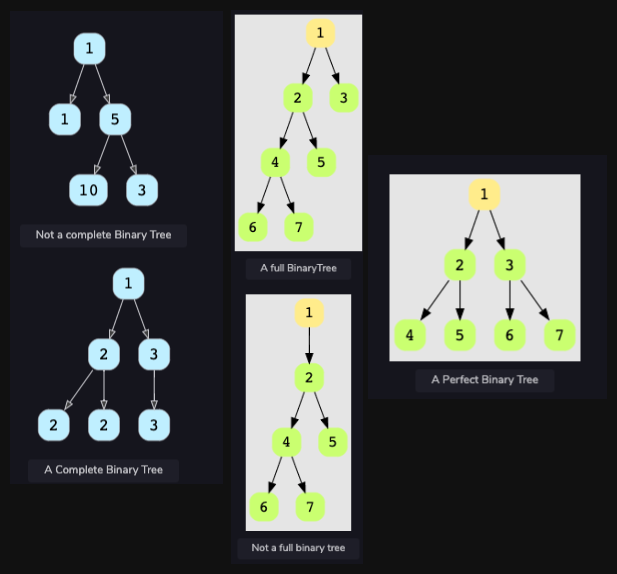 1
1 5
10 3
Not a complete Binary Tree
1
2 3
2 2 3
A Complete Binary Tree
1
2 3
4 5
6 7
A full BinaryTree
1
2
4 5
6 7
Not a full binary tree
1
2 3
4 5 6 7
A Perfect Binary Tree